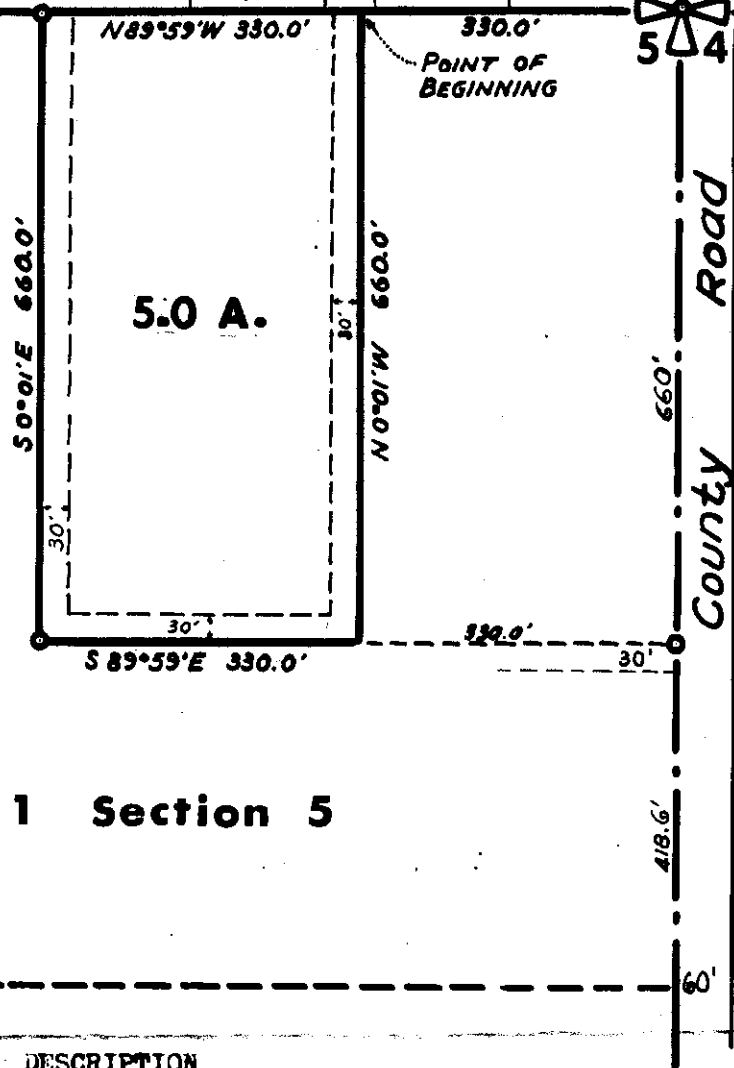 N89°59'W 330.0'
330.0'
5 4
POINT OF
BEGINNING
S0°01'E 660.0'
5.0 A.
30'
N0°01'W 660.0'
660'
County Road
30'
30'
330.0'
30'
S 89°59'E 330.0'
1 Section 5
418.6'
60'
DESCRIPTION